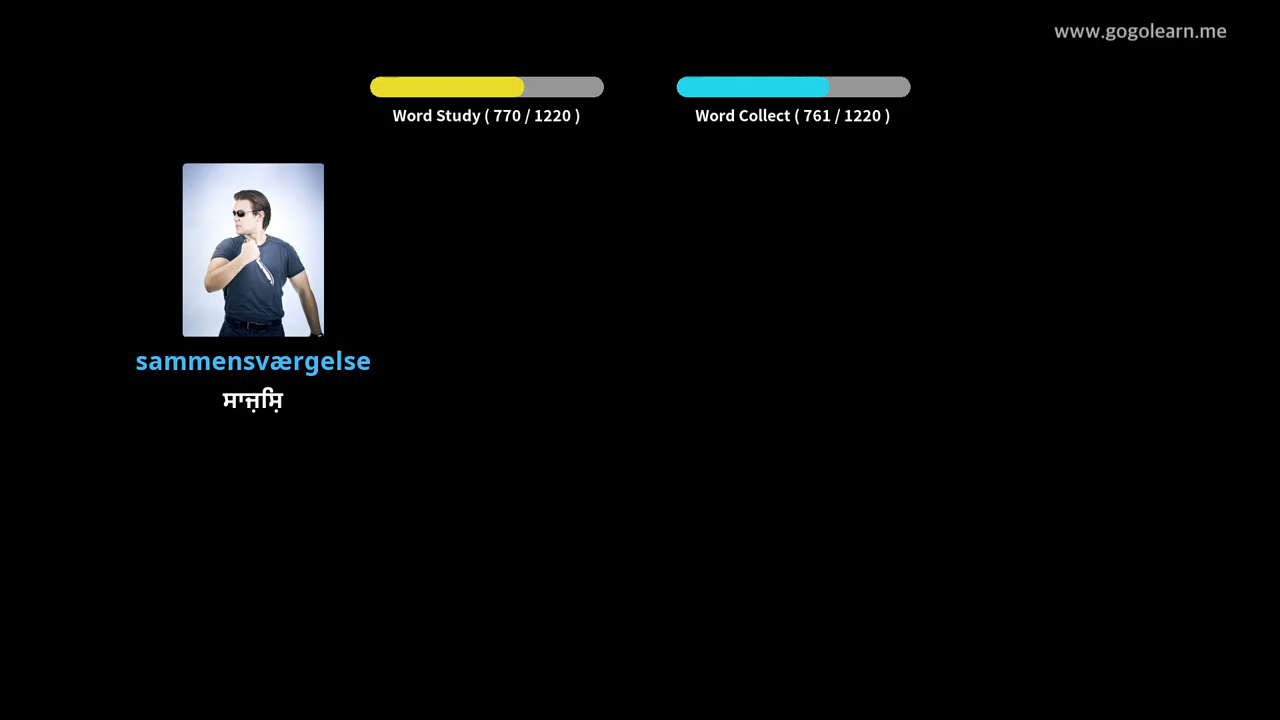 www.gogolearn.me
Word Study ( 770 / 1220 )
Word Collect ( 761 / 1220 )
sammensværgelse
ਸਾਜ਼ਸ਼ਿ